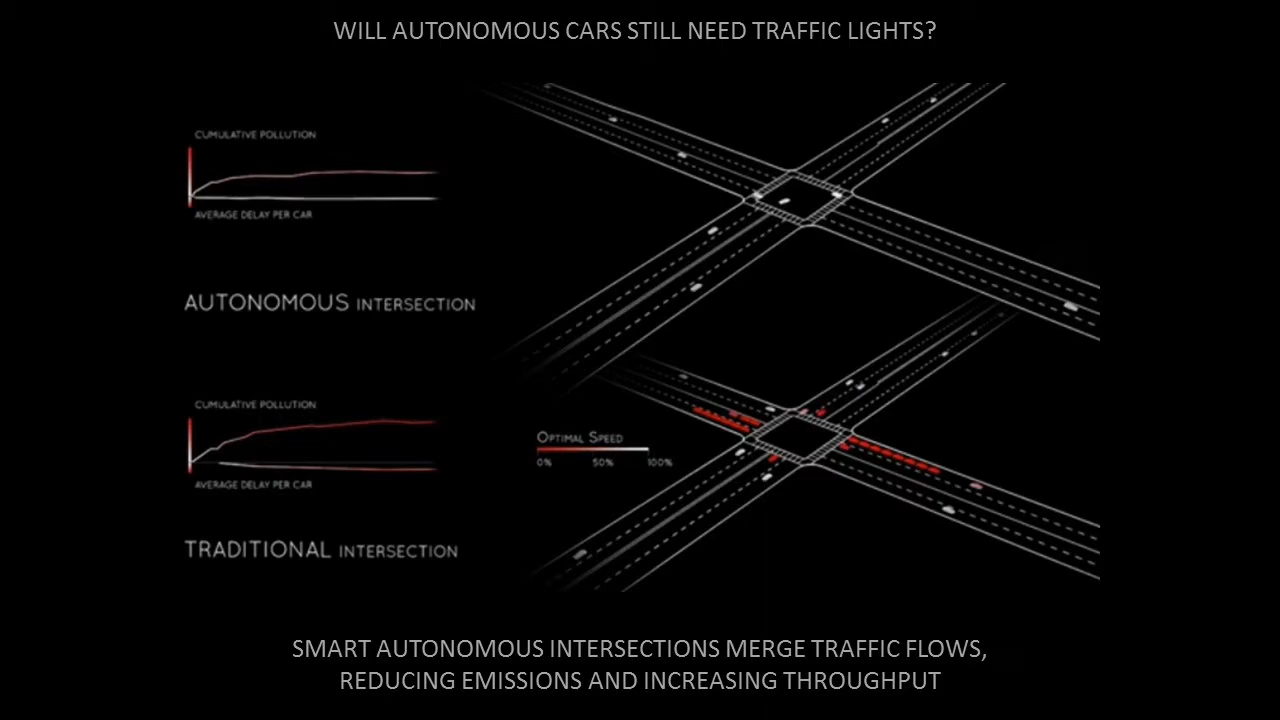 WILL AUTONOMOUS CARS STILL NEED TRAFFIC LIGHTS?
CUMULATIVE POLLUTION
AVERAGE DELAY PER CAR
AUTONOMOUS INTERSECTION
CUMULATIVE POLLUTION
AVERAGE DELAY PER CAR
TRADITIONAL INTERSECTION
OPTIMAL SPEED
0% 50% 100%
SMART AUTONOMOUS INTERSECTIONS MERGE TRAFFIC FLOWS,
REDUCING EMISSIONS AND INCREASING THROUGHPUT